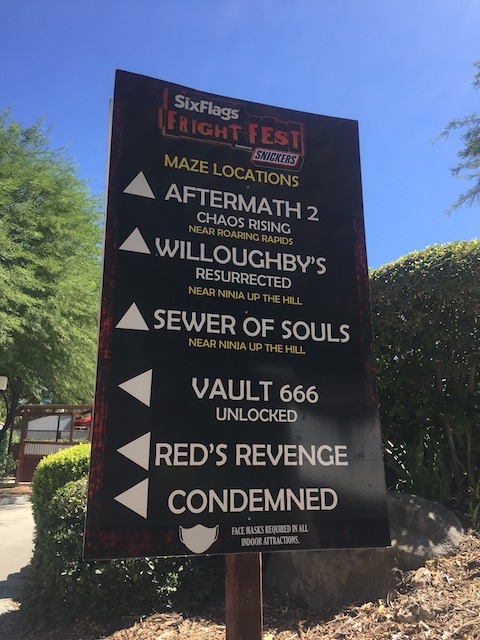 SixFlags
FRIGHT FEST
SNICKERS
MAZE LOCATIONS
AFTERMATH 2
CHAOS RISING
NEAR ROARING RAPIDS
WILLOUGHBY'S
RESURRECTED
NEAR NINJA UP THE HILL
SEWER OF SOULS
NEAR NINJA UP THE HILL
VAULT 666
UNLOCKED
RED'S REVENGE
CONDEMNED
FACE MASKS REQUIRED IN ALL
INDOOR ATTRACTIONS.